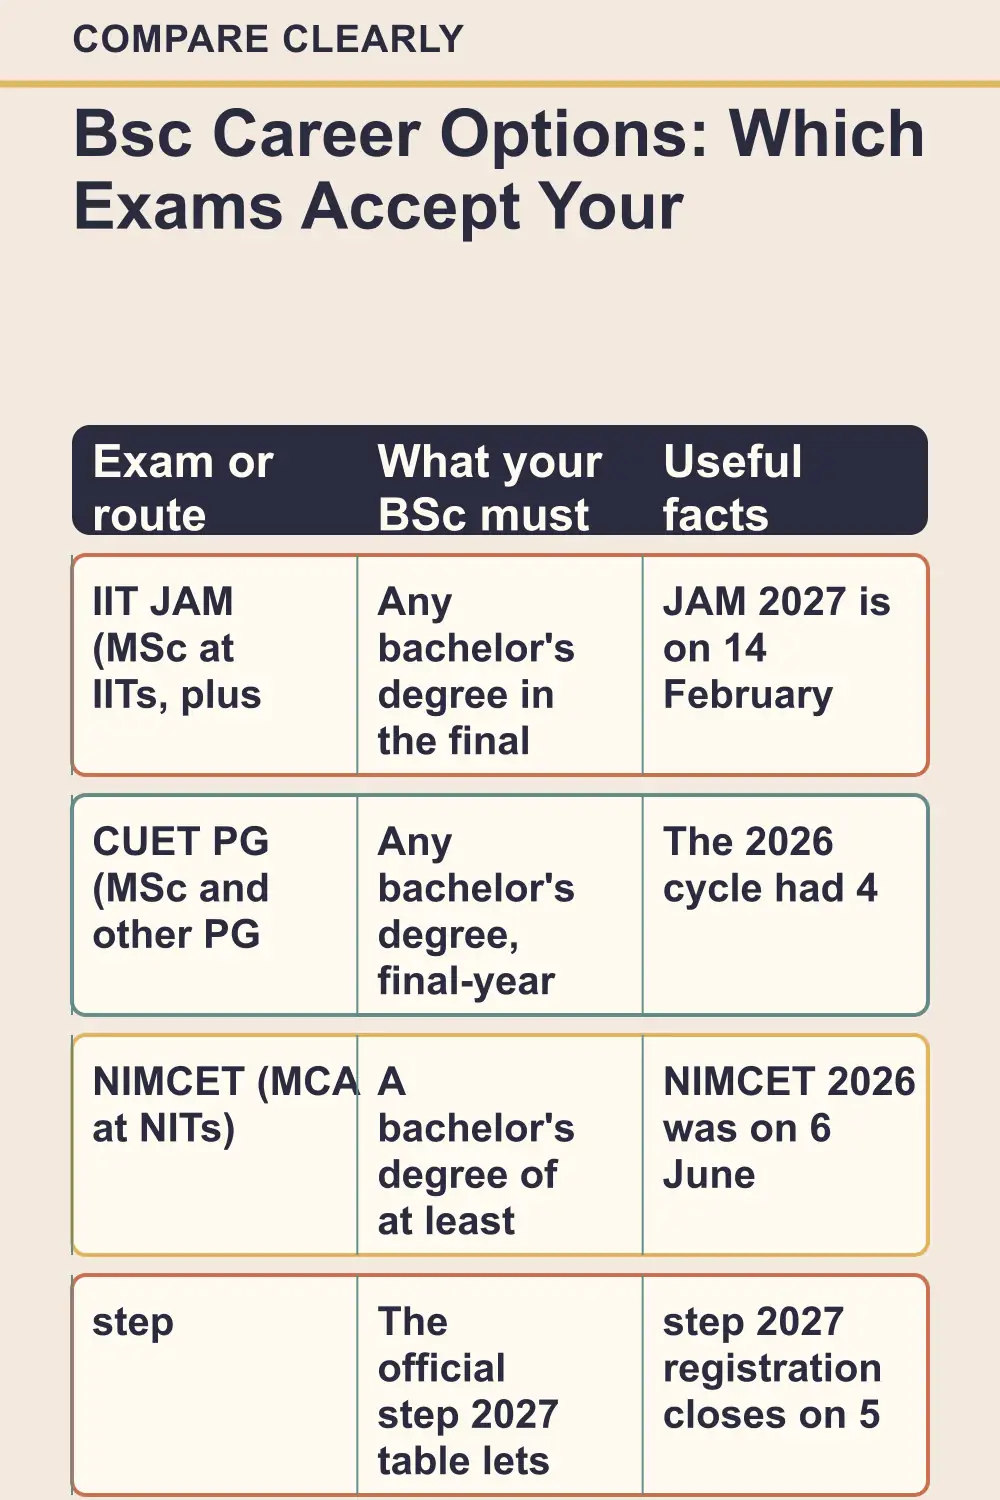 COMPARE CLEARLY
Bsc Career Options: Which
Exams Accept Your
Exam or
route
What your
BSc must
Useful
facts
IIT JAM
(MSc at
IITs, plus
Any
bachelor's
degree in
the final
JAM 2027 is
on 14
February
CUET PG
(MSc and
other PG
Any
bachelor's
degree,
final-year
The 2026
cycle had 4
NIMCET (MCA
at NITs)
A
bachelor's
degree of
at least
NIMCET 2026
was on 6
June
step
The
official
step 2027
table lets
step 2027
registration
closes on 5